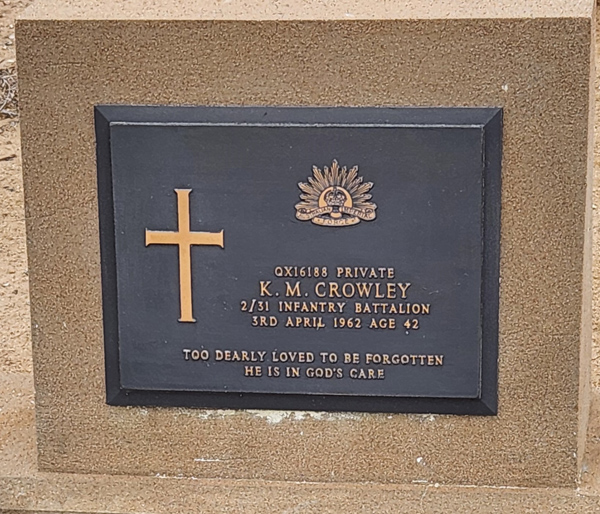 QX16188 PRIVATE
K. M. CROWLEY
2/31 INFANTRY BATTALION
3RD APRIL 1962 AGE 42
TOO DEARLY LOVED TO BE FORGOTTEN
HE IS IN GOD'S CARE